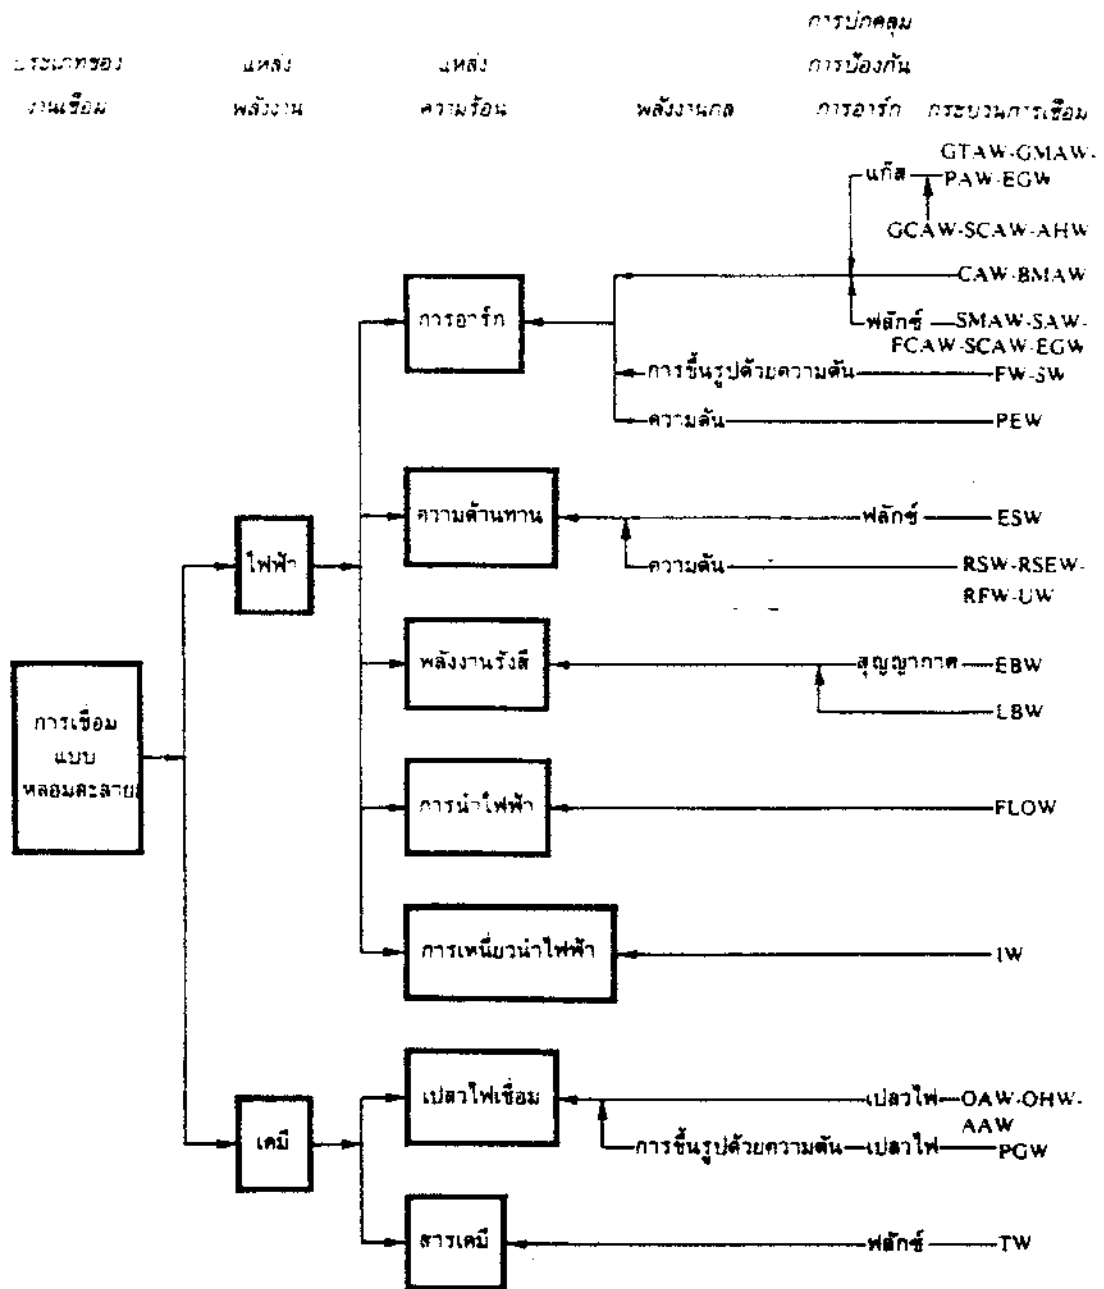 การปกคลุม
ประเภทของ แหล่ง แหล่ง การป้องกัน
งานเชื่อม พลังงาน ความร้อน พลังงานกล การอาร์ก กระบวนการเชื่อม
GTAW-GMAW-
แก๊ส PAW-EGW
GCAW-SCAW-AHW
CAW-BMAW
การอาร์ก
ฟลักซ์ SMAW-SAW-
FCAW-SCAW-EGW
การขึ้นรูปด้วยความดัน FW-SW
ความดัน PEW
ความต้านทาน ฟลักซ์ ESW
ไฟฟ้า ความดัน RSW-RSEW-
RFW-UW
พลังงานรังสี สุญญากาศ EBW
LBW
การเชื่อม
แบบ
หลอมละลาย
การนำไฟฟ้า FLOW
การเหนี่ยวนำไฟฟ้า IW
เปลวไฟเชื่อม เปลวไฟ OAW-OHW-
AAW
เคมี การขึ้นรูปด้วยความดัน เปลวไฟ PGW
สารเคมี ฟลักซ์ TW